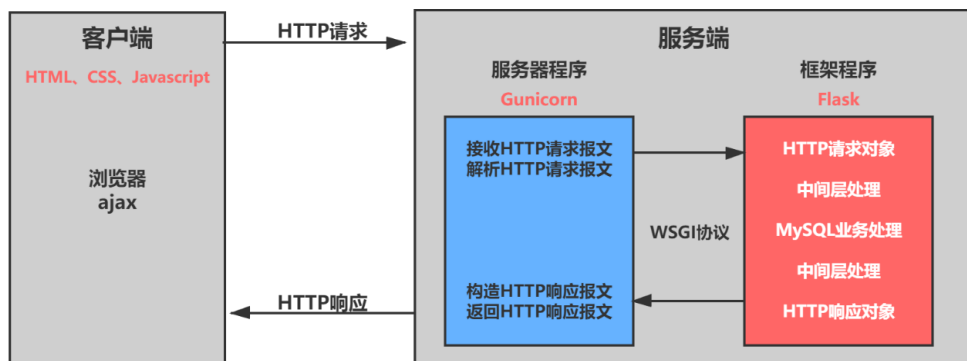 客户端
HTML、CSS、Javascript
浏览器
ajax
HTTP请求
HTTP响应
服务端
服务器程序
Gunicorn
接收HTTP请求报文
解析HTTP请求报文
构造HTTP响应报文
返回HTTP响应报文
WSGI协议
框架程序
Flask
HTTP请求对象
中间层处理
MySQL业务处理
中间层处理
HTTP响应对象